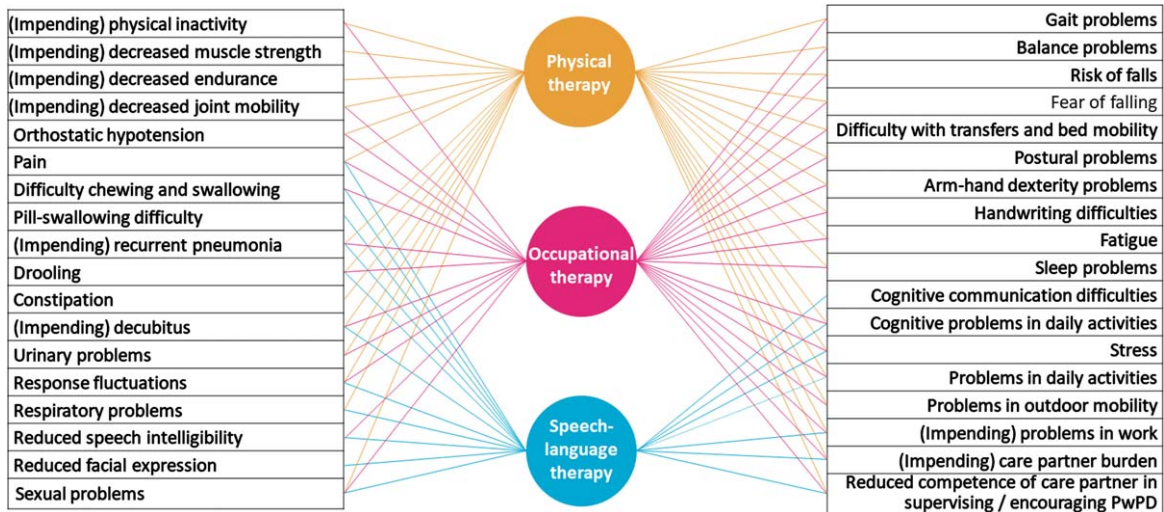 (Impending) physical inactivity
(Impending) decreased muscle strength
(Impending) decreased endurance
(Impending) decreased joint mobility
Orthostatic hypotension
Pain
Difficulty chewing and swallowing
Pill-swallowing difficulty
(Impending) recurrent pneumonia
Drooling
Constipation
(Impending) decubitus
Urinary problems
Response fluctuations
Respiratory problems
Reduced speech intelligibility
Reduced facial expression
Sexual problems
Physical
therapy
Occupational
therapy
Speech-
language
therapy
Gait problems
Balance problems
Risk of falls
Fear of falling
Difficulty with transfers and bed mobility
Postural problems
Arm-hand dexterity problems
Handwriting difficulties
Fatigue
Sleep problems
Cognitive communication difficulties
Cognitive problems in daily activities
Stress
Problems in daily activities
Problems in outdoor mobility
(Impending) problems in work
(Impending) care partner burden
Reduced competence of care partner in
supervising / encouraging PwPD